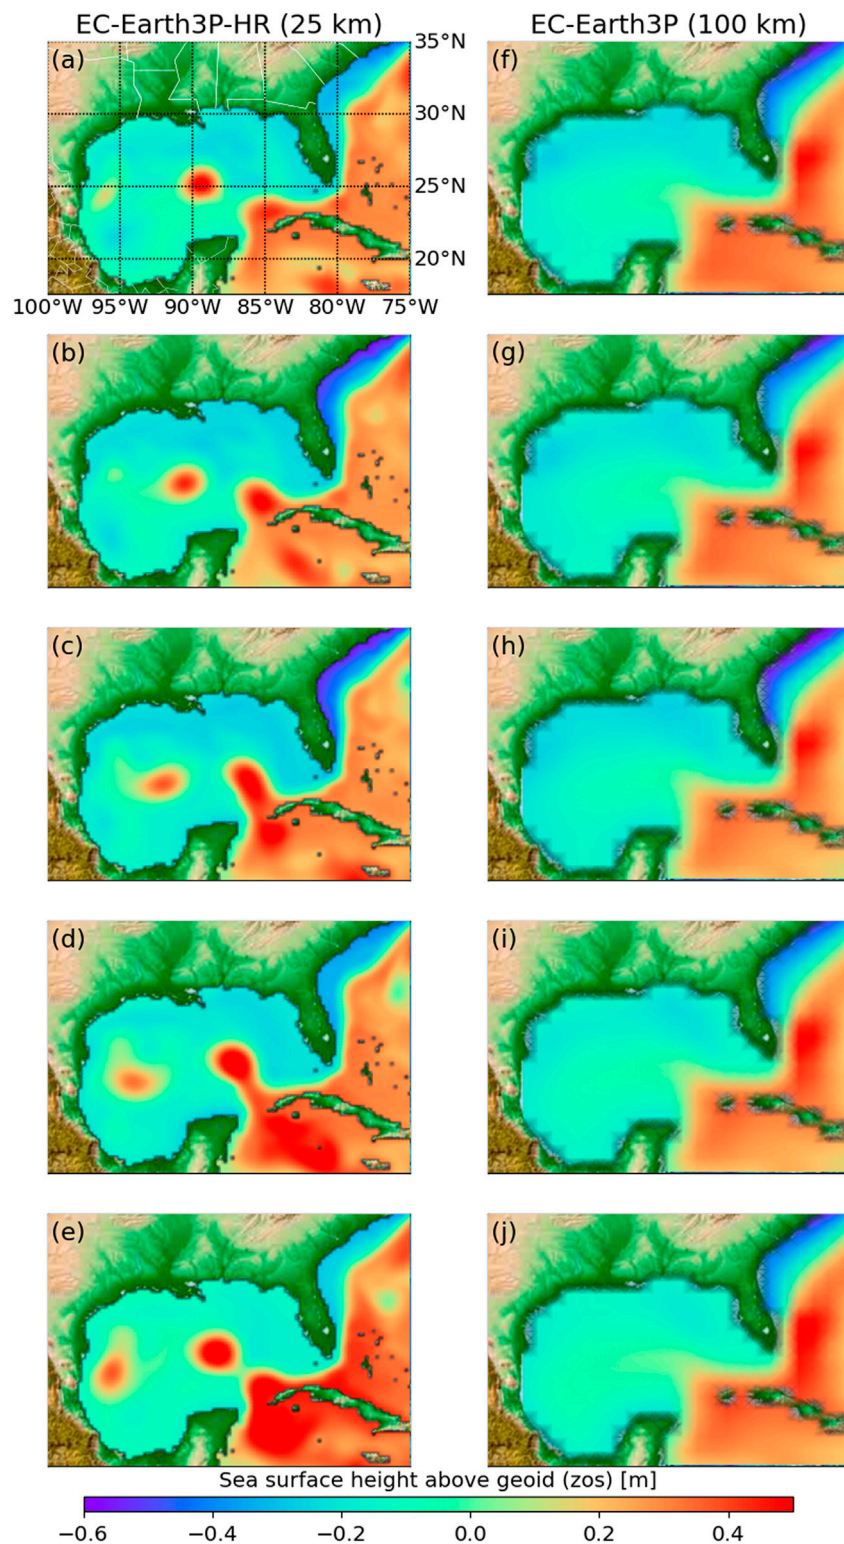 EC-Earth3P-HR (25 km) EC-Earth3P (100 km)
(a) 35°N (f)
30°N
25°N
20°N
100°W 95°W 90°W 85°W 80°W 75°W
(b) (g)
(c) (h)
(d) (i)
(e) (j)
Sea surface height above geoid (zos) [m]
−0.6 −0.4 −0.2 0.0 0.2 0.4